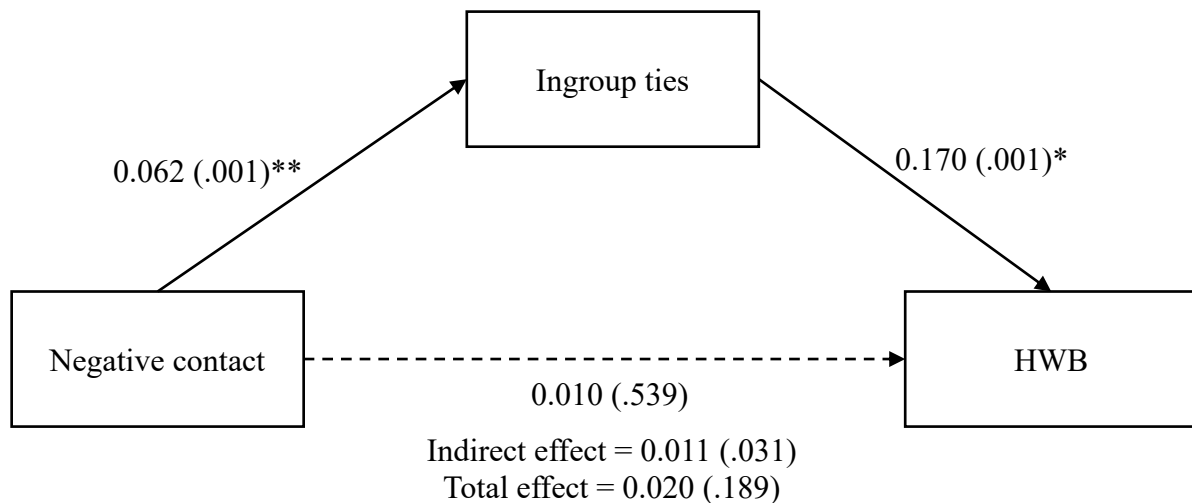 Ingroup ties
0.062 (.001)**
0.170 (.001)*
Negative contact
HWB
0.010 (.539)
Indirect effect = 0.011 (.031)
Total effect = 0.020 (.189)